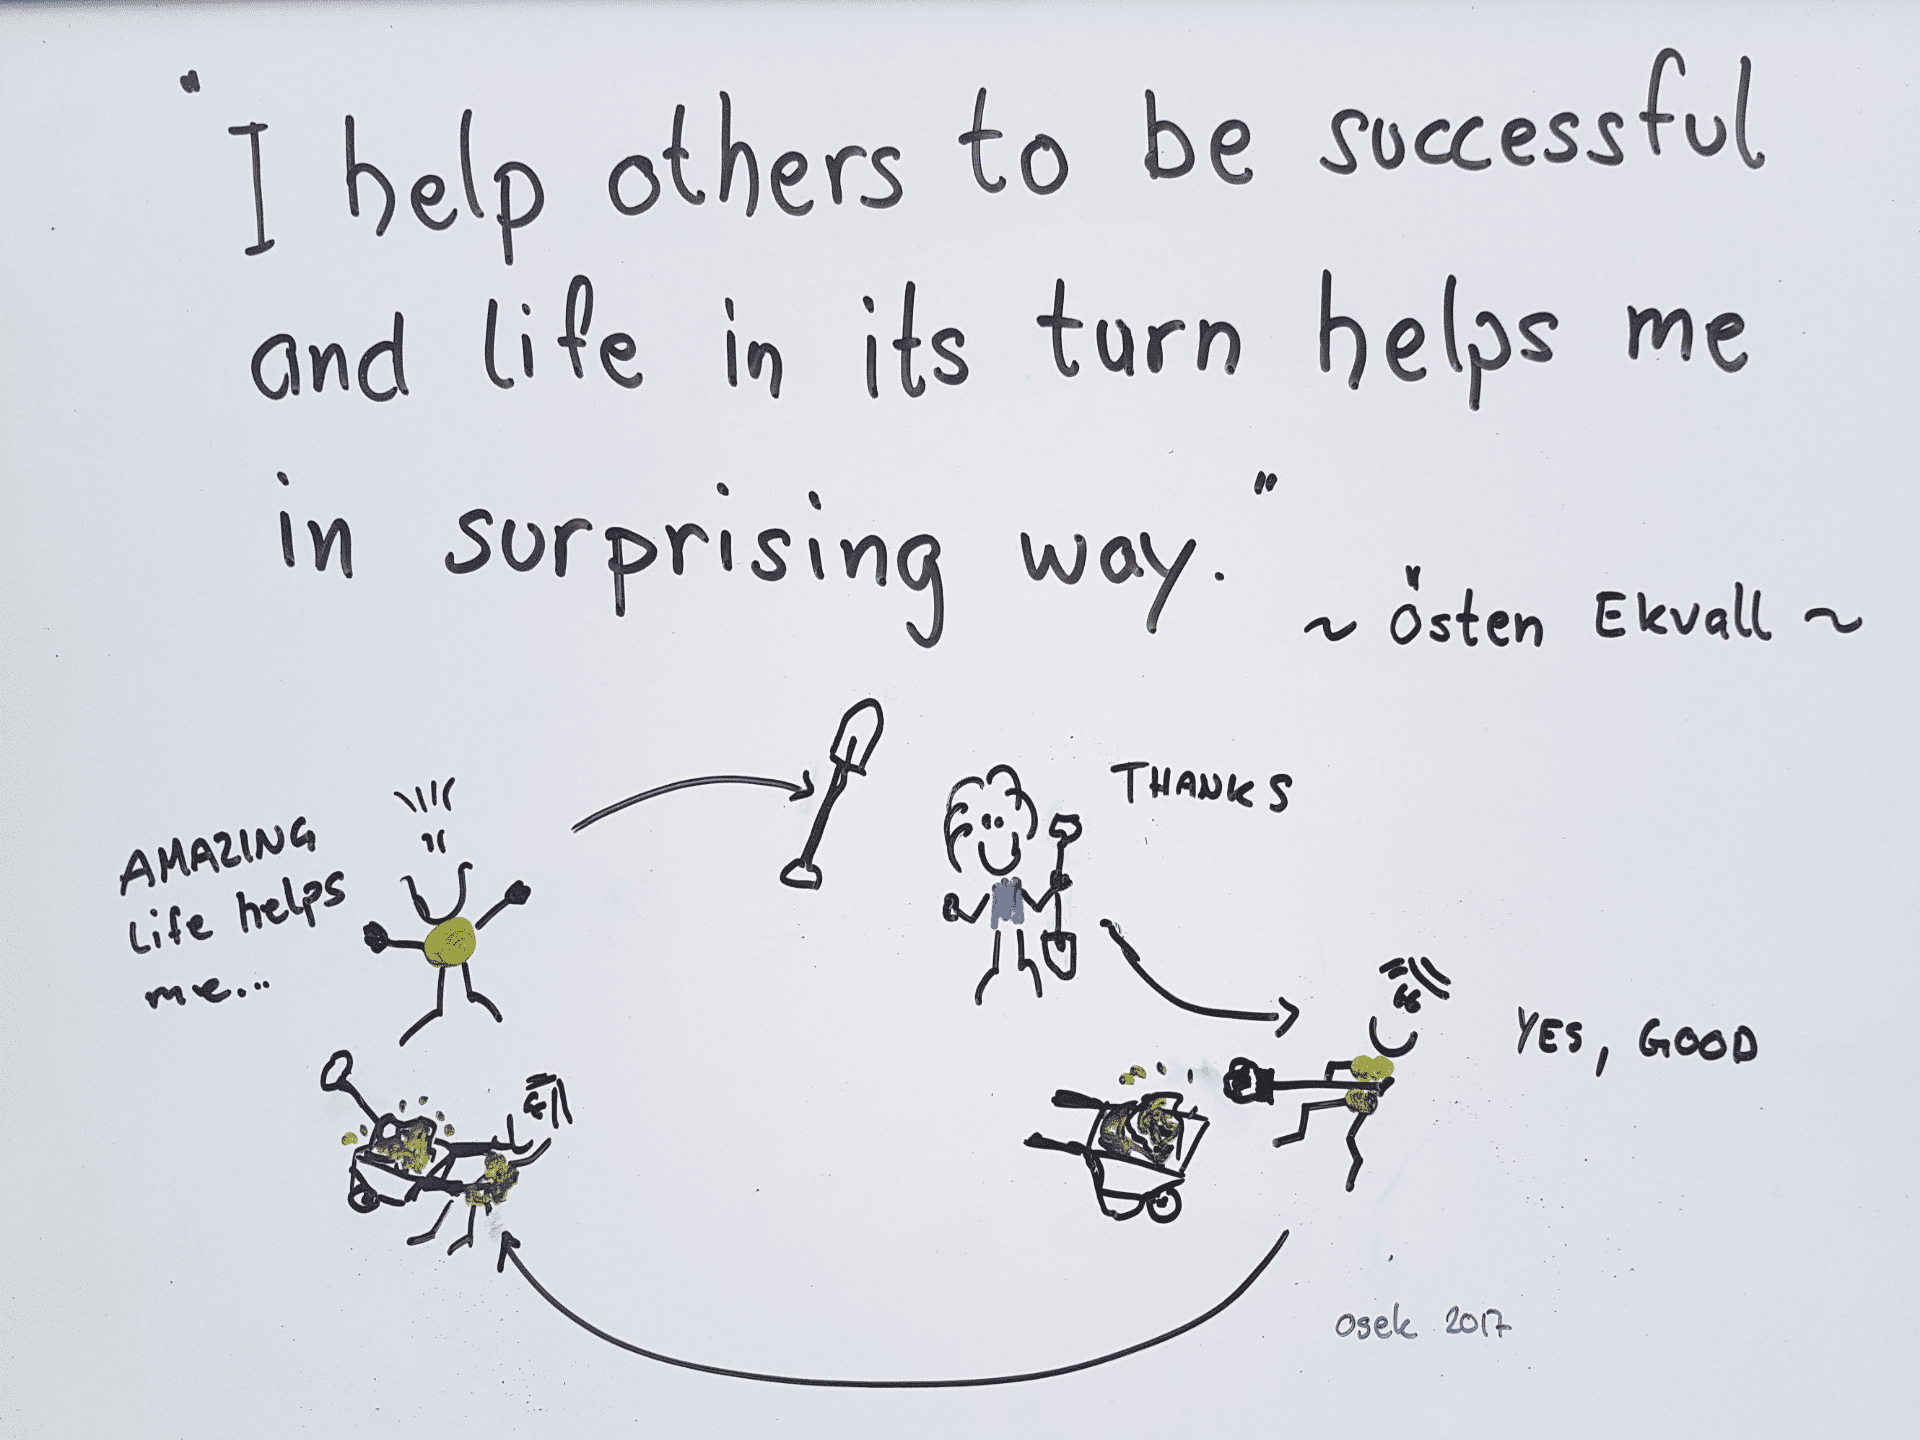 "I help others to be successful
and life in its turn helps me
in surprising way."
~ Östen Ekvall ~
THANKS
AMAZING
Life helps
me...
YES, GOOD
osek 2017